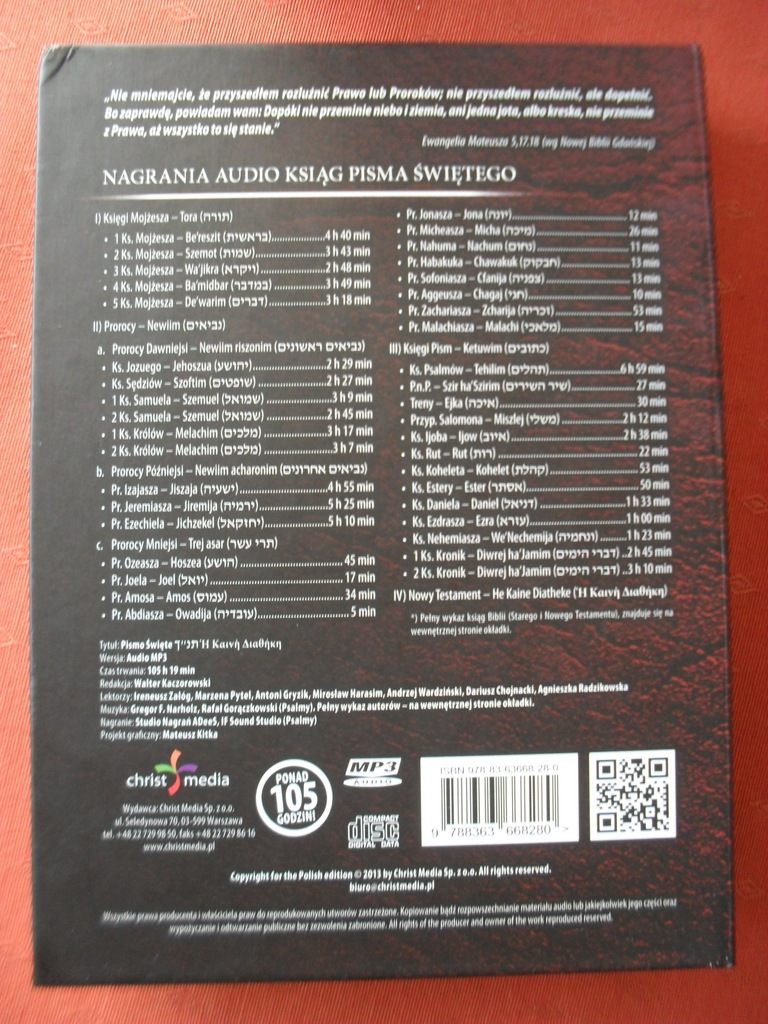 „Nie mniemajcie, że przyszedłem rozluźnić Prawo lub Proroków; nie przyszedłem rozluźnić, ale dopełnić.
Bo zaprawdę, powiadam wam: Dopóki nie przeminie niebo i ziemia, ani jedna jota, albo kreska, nie przeminie
z Prawa, aż wszystko to się stanie.”
Ewangelia Mateusza 5,17.18 (wg Nowej Biblii Gdańskiej)
NAGRANIA AUDIO KSIĄG PISMA ŚWIĘTEGO
I) Księgi Mojżesza – Tora (תורה)
• 1 Ks. Mojżesza – Be'reszit (בראשית)....................4 h 40 min
• 2 Ks. Mojżesza – Szemot (שמות)........................3 h 43 min
• 3 Ks. Mojżesza – Wa'jikra (ויקרא)........................2 h 48 min
• 4 Ks. Mojżesza – Ba'midbar (במדבר)..................3 h 49 min
• 5 Ks. Mojżesza – De'warim (דברים)....................3 h 18 min
II) Prorocy – Newiim (נביאים)
a. Prorocy Dawniejsi – Newiim riszonim (נביאים ראשונים)
• Ks. Jozuego – Jehoszua (יהושע)..........................2 h 29 min
• Ks. Sędziów – Szoftim (שופטים)........................2 h 27 min
• 1 Ks. Samuela – Szemuel (שמואל)........................3 h 9 min
• 2 Ks. Samuela – Szemuel (שמואל)......................2 h 45 min
• 1 Ks. Królów – Melachim (מלכים)......................3 h 17 min
• 2 Ks. Królów – Melachim (מלכים)........................3 h 7 min
b. Prorocy Późniejsi – Newiim acharonim (נביאים אחרונים)
• Pr. Izajasza – Jiszaja (ישעיה)..............................4 h 55 min
• Pr. Jeremiasza – Jiremija (ירמיה)........................5 h 25 min
• Pr. Ezechiela – Jichzekel (יחזקאל)......................5 h 10 min
c. Prorocy Mniejsi – Trej asar (תרי עשר)
• Pr. Ozeasza – Hoszea (הושע)..............................45 min
• Pr. Joela – Joel (יואל)........................................17 min
• Pr. Amosa – Amos (עמוס)..................................34 min
• Pr. Abdiasza – Owadija (עובדיה)..........................5 min
• Pr. Jonasza – Jona (יונה)..................................12 min
• Pr. Micheasza – Micha (מיכה)............................26 min
• Pr. Nahuma – Nachum (נחום)............................11 min
• Pr. Habakuka – Chawakuk (חבקוק)....................13 min
• Pr. Sofoniasza – Cfanija (צפניה)........................13 min
• Pr. Aggeusza – Chagaj (חגי)..............................10 min
• Pr. Zachariasza – Zcharija (זכריה)......................53 min
• Pr. Malachiasza – Malachi (מלאכי)......................15 min
III) Księgi Pism – Ketuwim (כתובים)
• Ks. Psalmów – Tehilim (תהלים)........................6 h 59 min
• P.n.P. – Szir ha'Szirim (שיר השירים)....................27 min
• Treny – Ejka (איכה)..........................................30 min
• Przyp. Salomona – Miszlej (משלי)....................2 h 12 min
• Ks. Ijoba – Ijow (איוב)......................................2 h 38 min
• Ks. Rut – Rut (רות)..........................................22 min
• Ks. Koheleta – Kohelet (קהלת)..........................53 min
• Ks. Estery – Ester (אסתר)..................................50 min
• Ks. Daniela – Daniel (דניאל)............................1 h 33 min
• Ks. Ezdrasza – Ezra (עזרא)..............................1 h 00 min
• Ks. Nehemiasza – We'Nechemija (ונחמיה)..........1 h 23 min
• 1 Ks. Kronik – Diwrej ha'Jamim (דברי הימים)..2 h 45 min
• 2 Ks. Kronik – Diwrej ha'Jamim (דברי הימים)..3 h 10 min
IV) Nowy Testament – He Kaine Diatheke (Ἡ Καινὴ Διαθήκη)
*) Pełny wykaz ksiąg Biblii (Starego i Nowego Testamentu), znajduje się na
wewnętrznej stronie okładki.
Tytuł: Pismo Święte תנ״ך Ἡ Καινὴ Διαθήκη
Wersja: Audio MP3
Czas trwania: 105 h 19 min
Redakcja: Walter Kaczorowski
Lektorzy: Ireneusz Załóg, Marzena Pytel, Antoni Gryzik, Mirosław Harasim, Andrzej Wardziński, Dariusz Chojnacki, Agnieszka Radzikowska
Muzyka: Gregor F. Narholz, Rafał Gorączkowski (Psalmy). Pełny wykaz autorów – na wewnętrznej stronie okładki.
Nagranie: Studio Nagrań ADeeS, IF Sound Studio (Psalmy)
Projekt graficzny: Mateusz Kitka
christ media
Wydawca: Christ Media Sp. z o.o.
ul. Seledynowa 70, 03-599 Warszawa
tel. +48 22 729 98 50, faks +48 22 729 86 16
www.christmedia.pl
PONAD
105
GODZIN!
MP3
AUDIO
COMPACT
disc
DIGITAL DATA
ISBN 978-83-63668-28-0
9 788363 668280 >
Copyright for the Polish edition © 2013 by Christ Media Sp. z o.o. All rights reserved.
biuro@christmedia.pl
Wszystkie prawa producenta i właściciela praw do reprodukowanych utworów zastrzeżone. Kopiowanie bądź rozpowszechnianie materiału audio lub jakiejkolwiek jego części oraz
wypożyczanie i odtwarzanie publiczne bez zezwolenia zabronione. All rights of the producer and owner of the work reproduced reserved.